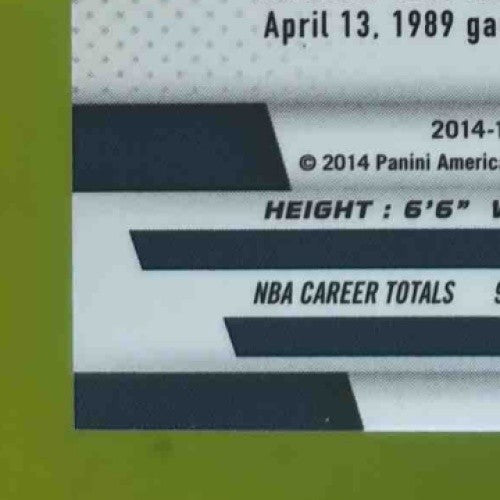 April 13, 1989 ga
2014-1
© 2014 Panini America
HEIGHT : 6'6"
NBA CAREER TOTALS